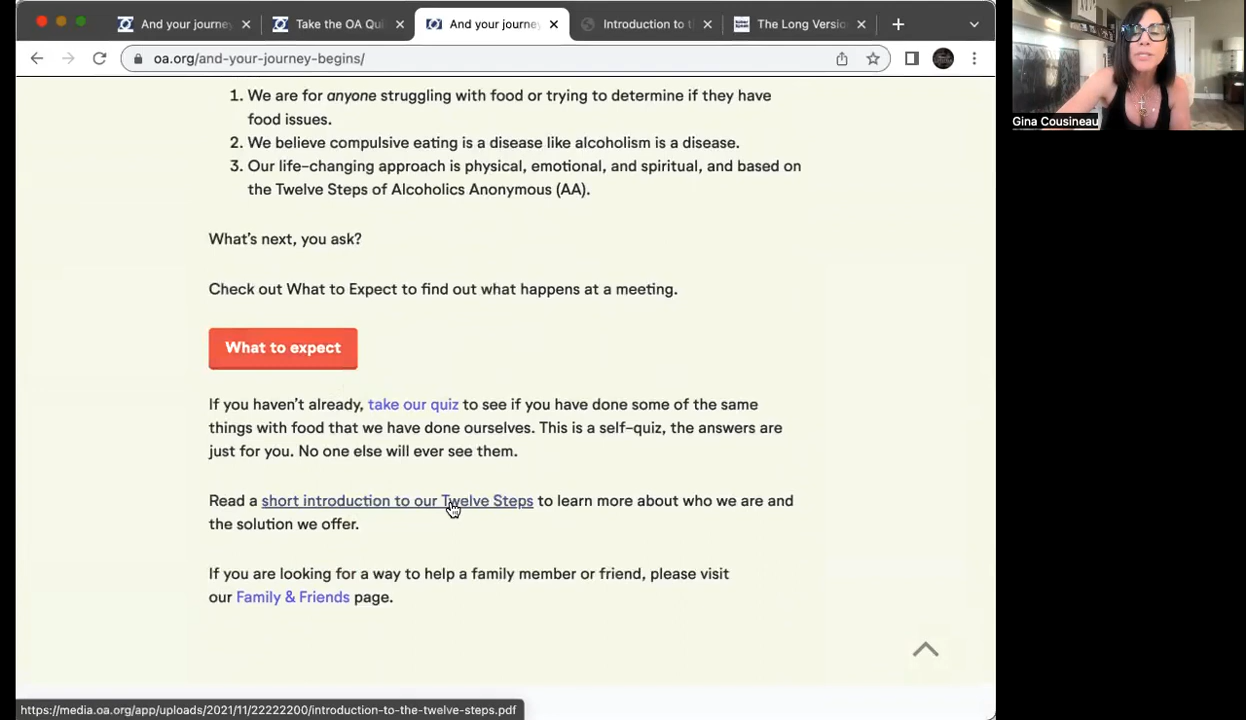 And your journe
Take the OA Qui
And your journey
Introduction to t
The Long Versio
oa.org/and-your-journey-begins/
1. We are for anyone struggling with food or trying to determine if they have
food issues.
2. We believe compulsive eating is a disease like alcoholism is a disease.
3. Our life-changing approach is physical, emotional, and spiritual, and based on
the Twelve Steps of Alcoholics Anonymous (AA).
What's next, you ask?
Check out What to Expect to find out what happens at a meeting.
What to expect
If you haven't already, take our quiz to see if you have done some of the same
things with food that we have done ourselves. This is a self-quiz, the answers are
just for you. No one else will ever see them.
Read a short introduction to our Twelve Steps to learn more about who we are and
the solution we offer.
If you are looking for a way to help a family member or friend, please visit
our Family & Friends page.
https://media.oa.org/app/uploads/2021/11/22222200/introduction-to-the-twelve-steps.pdf
Gina Cousineau